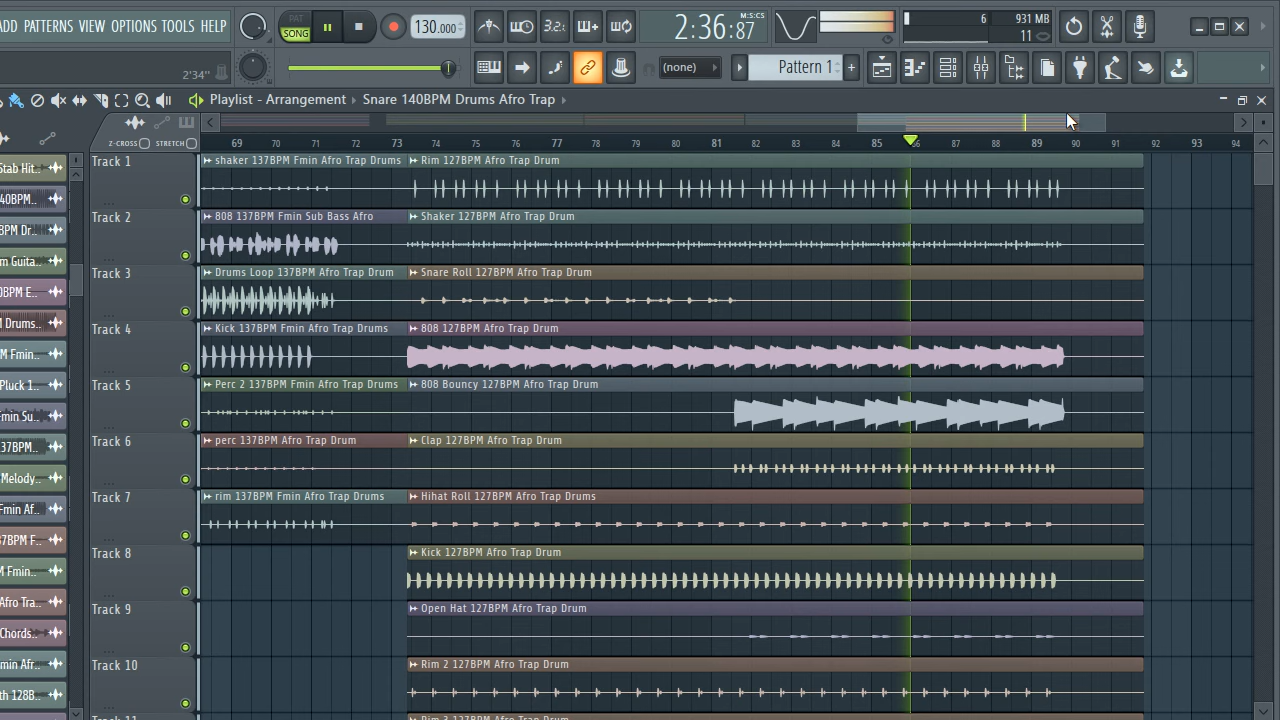 ADD PATTERNS VIEW OPTIONS TOOLS HELP
PAT
SONG
130.000
3.2.
2:36:87
M:S:CS
6
931 MB
11
2'34"
(none)
Pattern 1
Playlist - Arrangement
Snare 140BPM Drums Afro Trap
Z-CROSS
STRETCH
69 70 71 72 73 74 75 76 77 78 79 80 81 82 83 84 85 86 87 88 89 90 91 92 93 94
Stab Hit..
40BPM..
BPM Dr..
m Guita..
0BPM E..
M Drums..
M Fmin..
Pluck 1..
min Su..
37BPM..
Melody..
Fmin Af..
7BPM F..
M Fmin..
Afro Tra..
Chords..
min Afr..
th 128B..
Track 1
shaker 137BPM Fmin Afro Trap Drums
Rim 127BPM Afro Trap Drum
Track 2
808 137BPM Fmin Sub Bass Afro
Shaker 127BPM Afro Trap Drum
Track 3
Drums Loop 137BPM Afro Trap Drum
Snare Roll 127BPM Afro Trap Drum
Track 4
Kick 137BPM Fmin Afro Trap Drums
808 127BPM Afro Trap Drum
Track 5
Perc 2 137BPM Fmin Afro Trap Drums
808 Bouncy 127BPM Afro Trap Drum
Track 6
perc 137BPM Afro Trap Drum
Clap 127BPM Afro Trap Drum
Track 7
rim 137BPM Fmin Afro Trap Drums
Hihat Roll 127BPM Afro Trap Drums
Track 8
Kick 127BPM Afro Trap Drum
Track 9
Open Hat 127BPM Afro Trap Drum
Track 10
Rim 2 127BPM Afro Trap Drum
Track 11
Rim 3 127BPM Afro Trap Drum